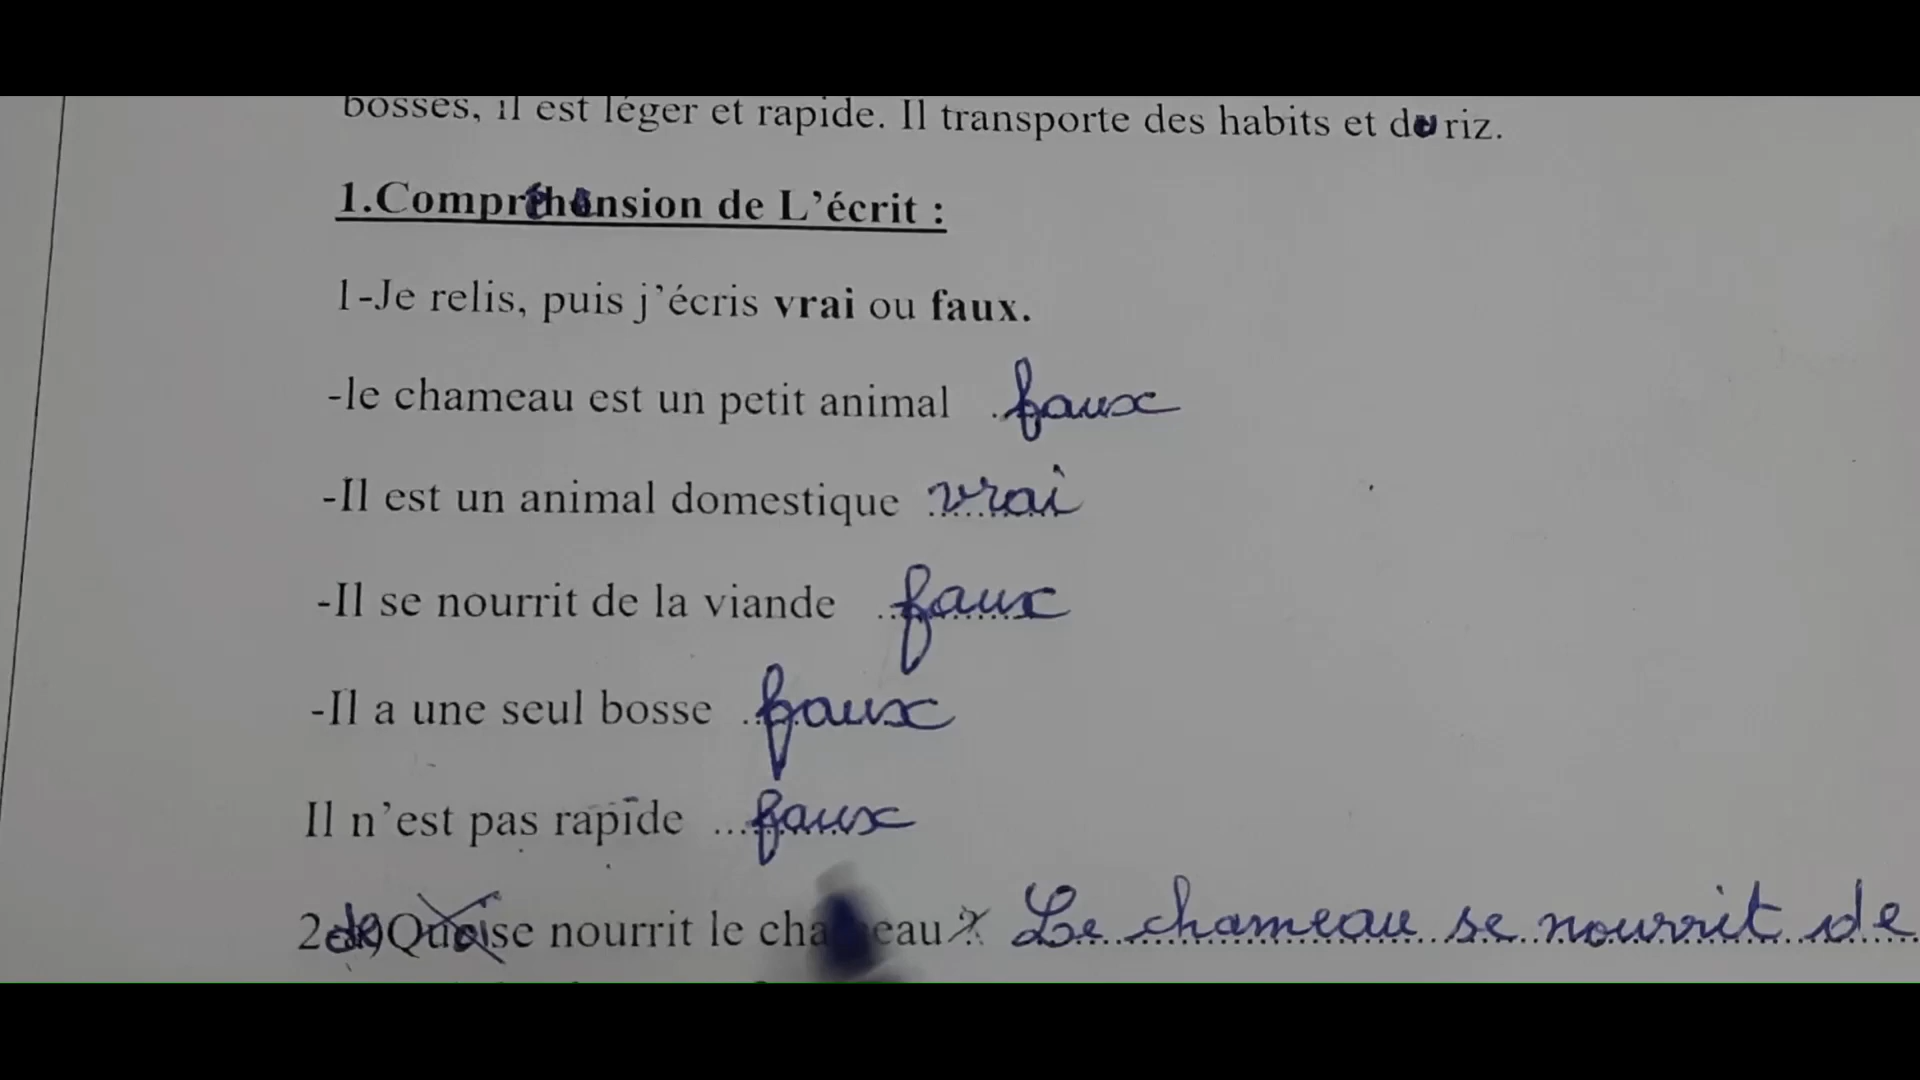 bosses, il est léger et rapide. Il transporte des habits et du riz.
1.Compréhension de L'écrit :
1-Je relis, puis j'écris vrai ou faux.
-le chameau est un petit animal ..faux
-Il est un animal domestique vrai
-Il se nourrit de la viande ..faux
-Il a une seul bosse ..faux
Il n'est pas rapide ...faux
2 de Quoi se nourrit le chameau ? Le chameau se nourrit de